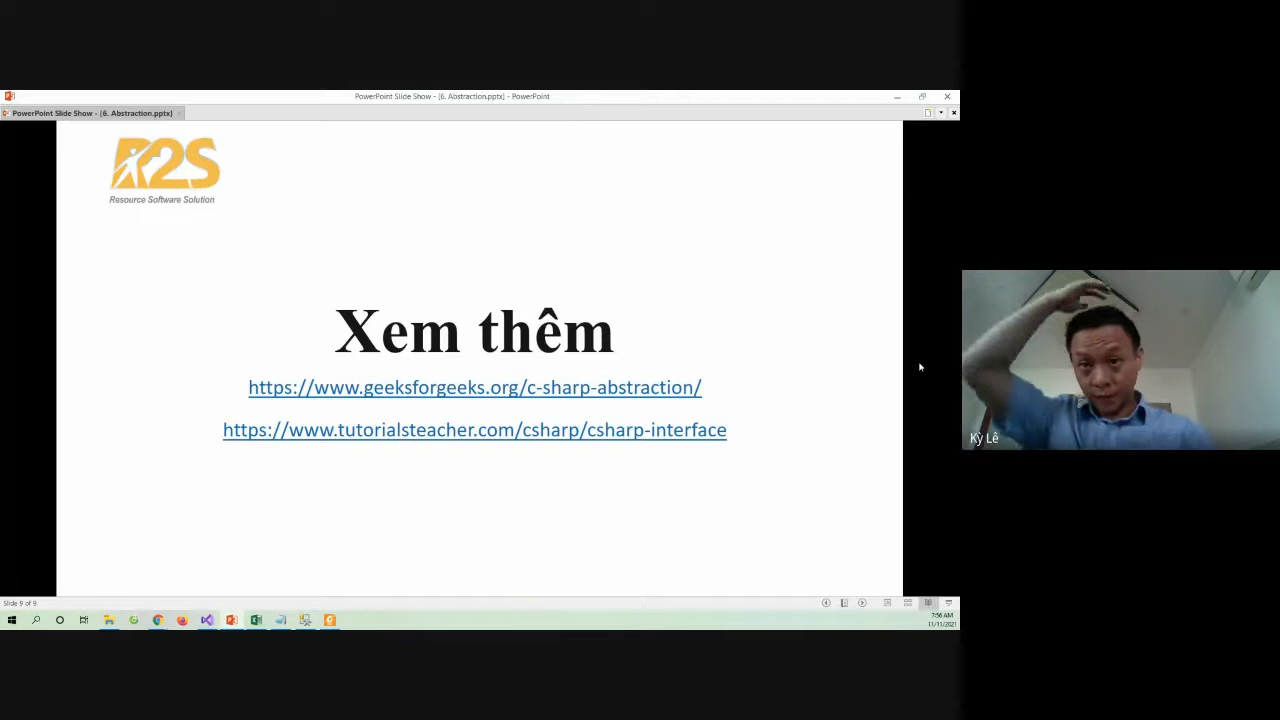 PowerPoint Slide Show - [6. Abstraction.pptx] - PowerPoint
PowerPoint Slide Show - [6. Abstraction.pptx]
R2S
Resource Software Solution
Xem thêm
https://www.geeksforgeeks.org/c-sharp-abstraction/
https://www.tutorialsteacher.com/csharp/csharp-interface
Kỳ Lê
Slide 9 of 9
7:56 AM
11/11/2021